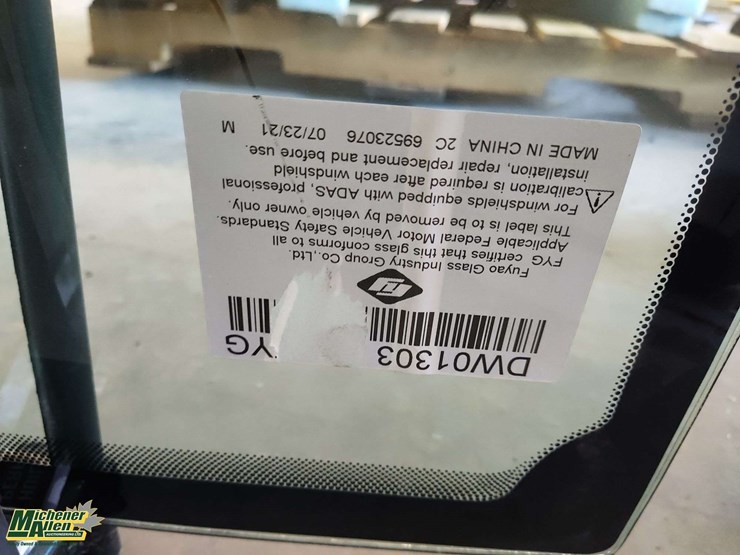 DW01303 YG
Fuyao Glass Industry Group Co.,Ltd.
FYG certifies that this glass conforms to all
Applicable Federal Motor Vehicle Safety Standards.
This label is to be removed by vehicle owner only.
For windshields equipped with ADAS, professional
calibration is required after each windshield
installation, repair, replacement and before use.
MADE IN CHINA 2C 69523076 07/23/21 M
Michener
Allen
AUCTIONEERING LTD